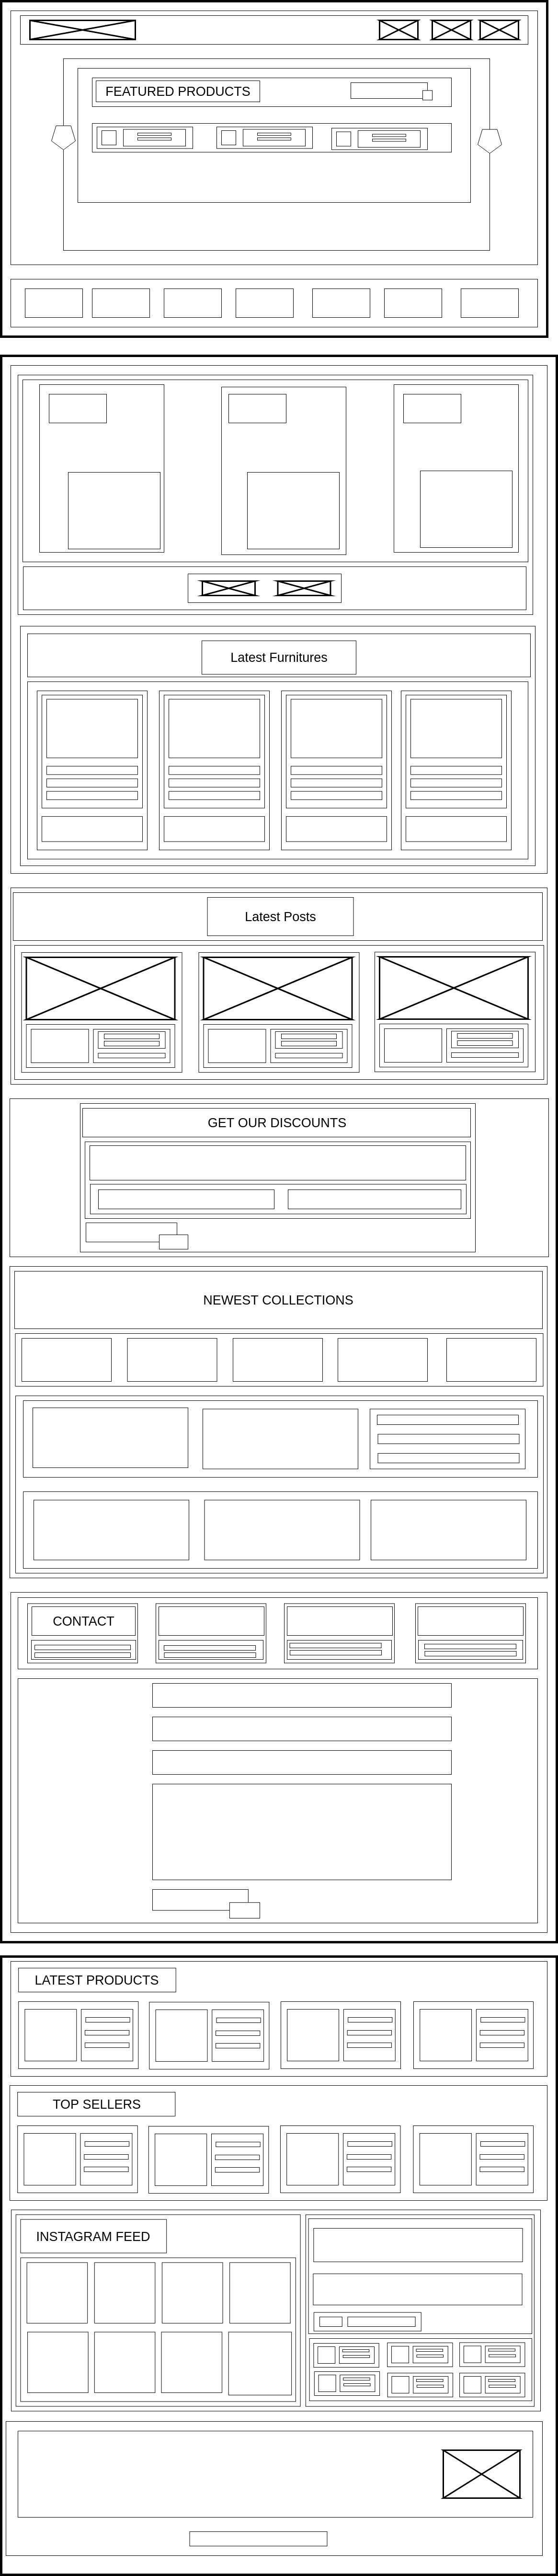 FEATURED PRODUCTS
Latest Furnitures
Latest Posts
GET OUR DISCOUNTS
NEWEST COLLECTIONS
CONTACT
LATEST PRODUCTS
TOP SELLERS
INSTAGRAM FEED